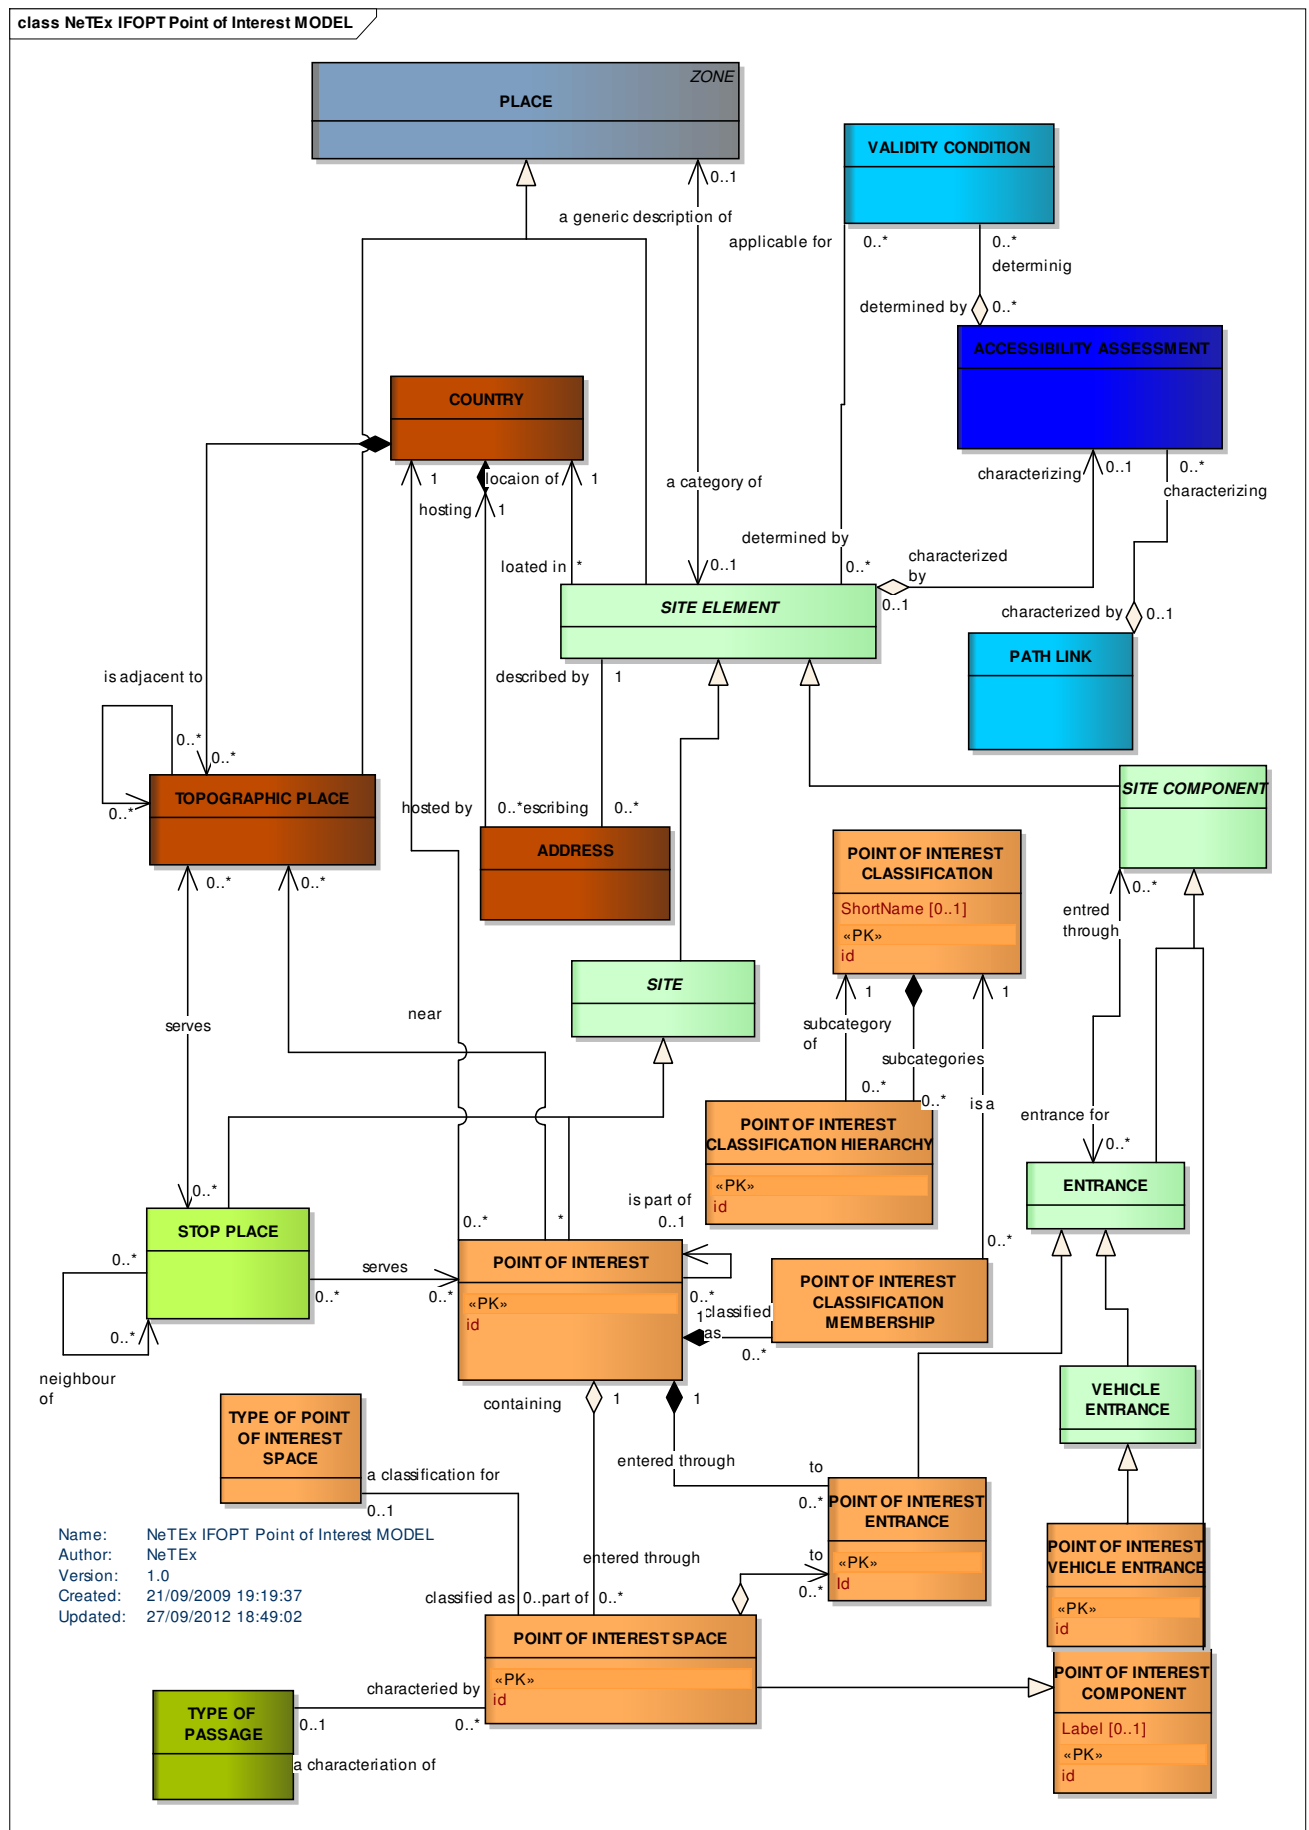 class NeTEx IFOPT Point of Interest MODEL
ZONE
PLACE
VALIDITY CONDITION
0..1
a generic description of
applicable for
0..*
0..*
determinig
determined by
0..*
ACCESSIBILITY ASSESSMENT
COUNTRY
1
locaion of
1
hosting
1
a category of
characterizing
0..1
0..*
characterizing
determined by
loated in
*
0..1
0..*
characterized
by
0..1
SITE ELEMENT
characterized by
0..1
PATH LINK
described by
1
is adjacent to
0..*
0..*
0..*
TOPOGRAPHIC PLACE
hosted by
0..*
escribing
0..*
ADDRESS
SITE COMPONENT
POINT OF INTEREST
CLASSIFICATION
ShortName [0..1]
«PK»
id
0..*
0..*
0..*
entred
through
SITE
1
1
subcategory
of
subcategories
serves
near
0..*
0..*
is a
entrance for
0..*
POINT OF INTEREST
CLASSIFICATION HIERARCHY
«PK»
id
ENTRANCE
0..*
is part of
0..1
0..*
*
0..*
STOP PLACE
0..*
serves
0..*
0..*
POINT OF INTEREST
«PK»
id
0..*
1
classified
as
0..*
POINT OF INTEREST
CLASSIFICATION
MEMBERSHIP
0..*
neighbour
of
VEHICLE
ENTRANCE
containing
1
1
TYPE OF POINT
OF INTEREST
SPACE
a classification for
0..1
entered through
to
0..*
POINT OF INTEREST
ENTRANCE
«PK»
Id
Name: NeTEx IFOPT Point of Interest MODEL
Author: NeTEx
Version: 1.0
Created: 21/09/2009 19:19:37
Updated: 27/09/2012 18:49:02
entered through
to
0..*
POINT OF INTEREST
VEHICLE ENTRANCE
«PK»
id
classified as
0..
part of
0..*
POINT OF INTEREST SPACE
«PK»
id
POINT OF INTEREST
COMPONENT
Label [0..1]
«PK»
id
characteried by
0..*
0..1
TYPE OF
PASSAGE
a characteriation of